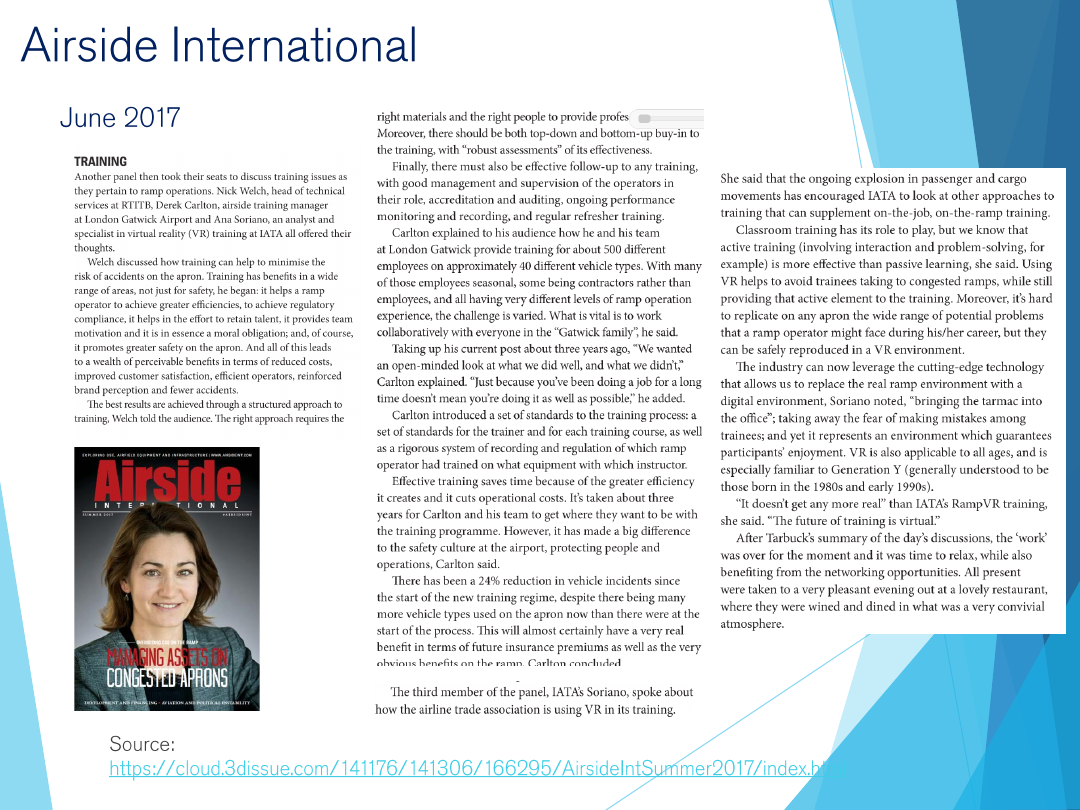 Airside International
June 2017
TRAINING
Another panel then took their seats to discuss training issues as
they pertain to ramp operations. Nick Welch, head of technical
services at RTITB, Derek Carlton, airside training manager
at London Gatwick Airport and Ana Soriano, an analyst and
specialist in virtual reality (VR) training at IATA all offered their
thoughts.
Welch discussed how training can help to minimise the
risk of accidents on the apron. Training has benefits in a wide
range of areas, not just for safety, he began: it helps a ramp
operator to achieve greater efficiencies, to achieve regulatory
compliance, it helps in the effort to retain talent, it provides team
motivation and it is in essence a moral obligation; and, of course,
it promotes greater safety on the apron. And all of this leads
to a wealth of perceivable benefits in terms of reduced costs,
improved customer satisfaction, efficient operators, reinforced
brand perception and fewer accidents.
The best results are achieved through a structured approach to
training, Welch told the audience. The right approach requires the
EXPLORING GSE, AIRFIELD EQUIPMENT AND INFRASTRUCTURE | WWW.AIRSIDEINT.COM
Airside
INTERNATIONAL
SUMMER 2017
MANAGING ASSETS ON
CONGESTED APRONS
DEVELOPMENT AND FINANCING • AVIATION AND POLITICAL INSTABILITY
right materials and the right people to provide profes
Moreover, there should be both top-down and bottom-up buy-in to
the training, with “robust assessments” of its effectiveness.
Finally, there must also be effective follow-up to any training,
with good management and supervision of the operators in
their role, accreditation and auditing, ongoing performance
monitoring and recording, and regular refresher training.
Carlton explained to his audience how he and his team
at London Gatwick provide training for about 500 different
employees on approximately 40 different vehicle types. With many
of those employees seasonal, some being contractors rather than
employees, and all having very different levels of ramp operation
experience, the challenge is varied. What is vital is to work
collaboratively with everyone in the “Gatwick family”, he said.
Taking up his current post about three years ago, “We wanted
an open-minded look at what we did well, and what we didn’t,”
Carlton explained. “Just because you’ve been doing a job for a long
time doesn’t mean you’re doing it as well as possible,” he added.
Carlton introduced a set of standards to the training process: a
set of standards for the trainer and for each training course, as well
as a rigorous system of recording and regulation of which ramp
operator had trained on what equipment with which instructor.
Effective training saves time because of the greater efficiency
it creates and it cuts operational costs. It’s taken about three
years for Carlton and his team to get where they want to be with
the training programme. However, it has made a big difference
to the safety culture at the airport, protecting people and
operations, Carlton said.
There has been a 24% reduction in vehicle incidents since
the start of the new training regime, despite there being many
more vehicle types used on the apron now than there were at the
start of the process. This will almost certainly have a very real
benefit in terms of future insurance premiums as well as the very
obvious benefits on the ramp, Carlton concluded
The third member of the panel, IATA’s Soriano, spoke about
how the airline trade association is using VR in its training.
She said that the ongoing explosion in passenger and cargo
movements has encouraged IATA to look at other approaches to
training that can supplement on-the-job, on-the-ramp training.
Classroom training has its role to play, but we know that
active training (involving interaction and problem-solving, for
example) is more effective than passive learning, she said. Using
VR helps to avoid trainees taking to congested ramps, while still
providing that active element to the training. Moreover, it’s hard
to replicate on any apron the wide range of potential problems
that a ramp operator might face during his/her career, but they
can be safely reproduced in a VR environment.
The industry can now leverage the cutting-edge technology
that allows us to replace the real ramp environment with a
digital environment, Soriano noted, “bringing the tarmac into
the office”; taking away the fear of making mistakes among
trainees; and yet it represents an environment which guarantees
participants’ enjoyment. VR is also applicable to all ages, and is
especially familiar to Generation Y (generally understood to be
those born in the 1980s and early 1990s).
“It doesn’t get any more real” than IATA’s RampVR training,
she said. “The future of training is virtual.”
After Tarbuck’s summary of the day’s discussions, the ‘work’
was over for the moment and it was time to relax, while also
benefiting from the networking opportunities. All present
were taken to a very pleasant evening out at a lovely restaurant,
where they were wined and dined in what was a very convivial
atmosphere.
Source:
https://cloud.3dissue.com/141176/141306/166295/AirsideIntSummer2017/index.h